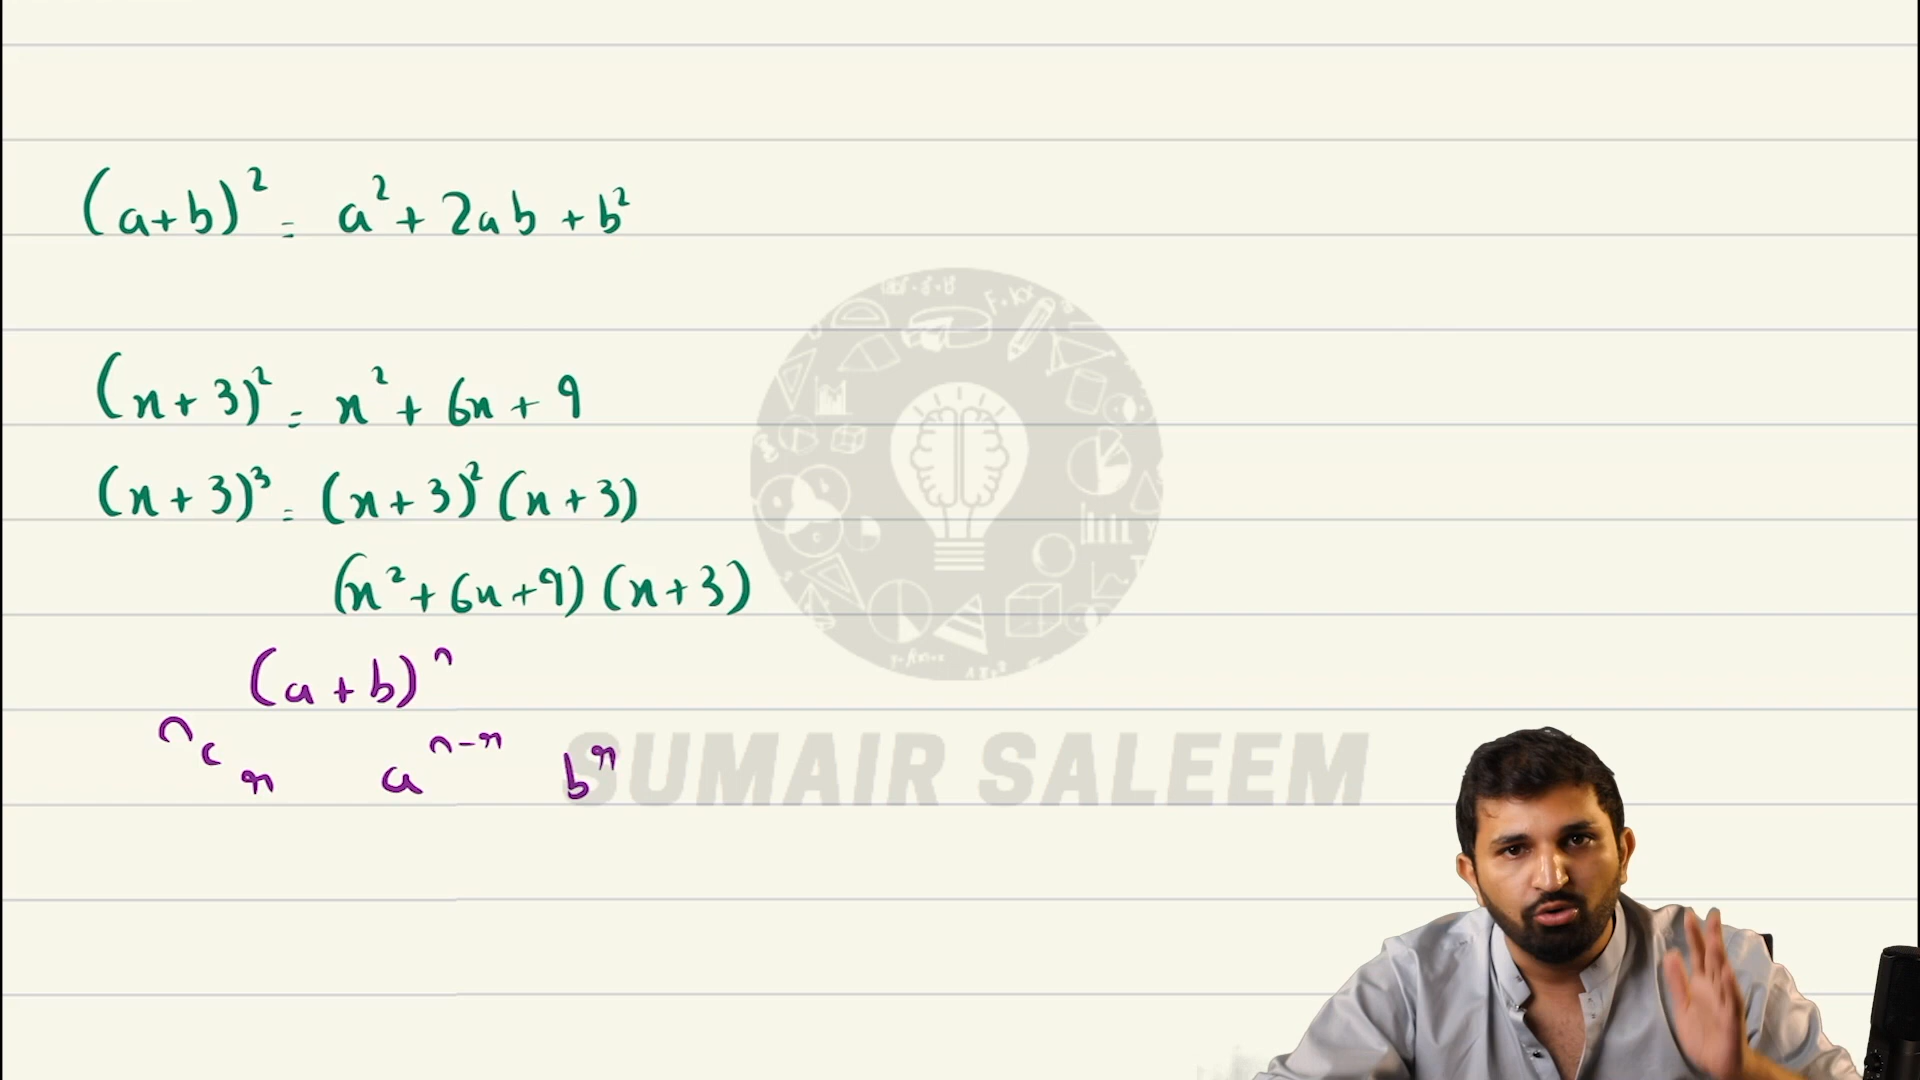 (a+b)² = a² + 2ab + b²
(x+3)² = x² + 6x + 9
(x+3)³ = (x+3)² (x+3)
(x²+6x+9) (x+3)
(a+b)ⁿ
ⁿCᵣ aⁿ⁻ʳ bʳ
SUMAIR SALEEM